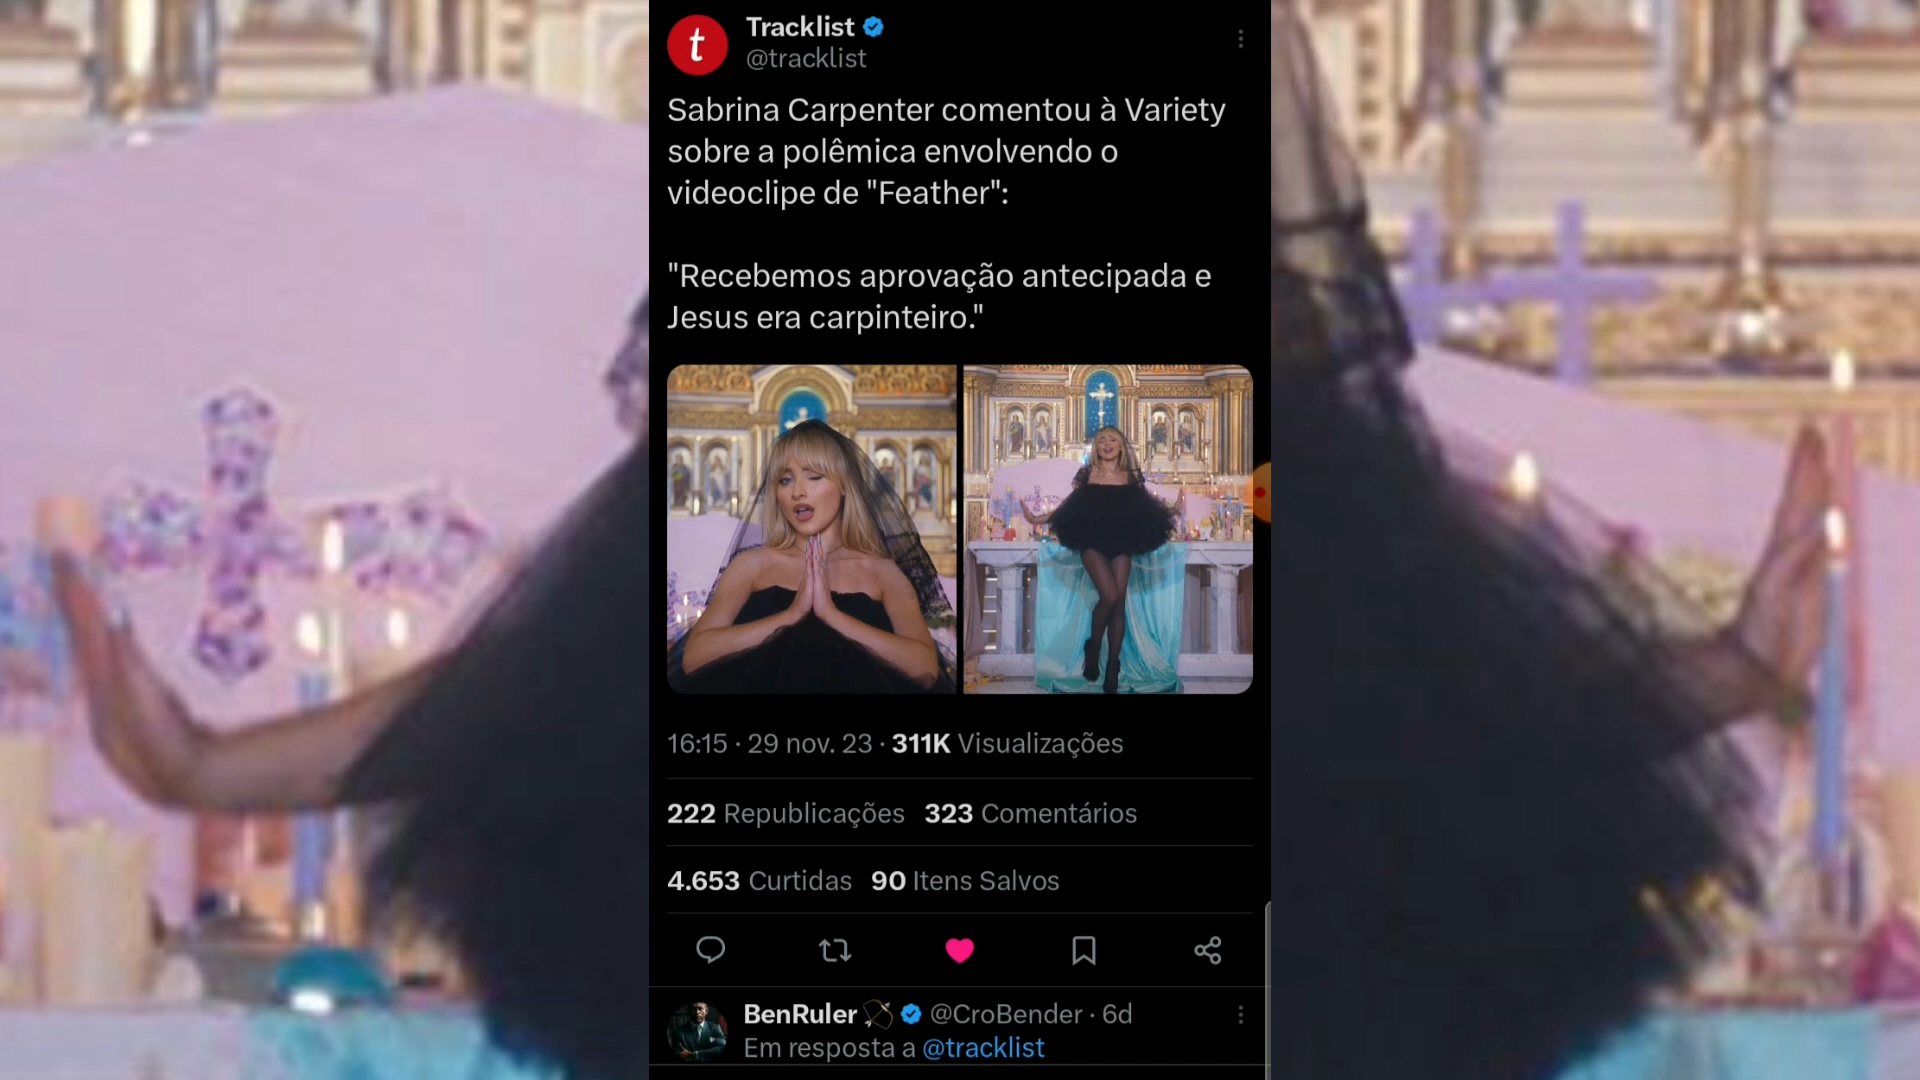 t
Tracklist
@tracklist
Sabrina Carpenter comentou à Variety
sobre a polêmica envolvendo o
videoclipe de "Feather":
"Recebemos aprovação antecipada e
Jesus era carpinteiro."
16:15 · 29 nov. 23 · 311K Visualizações
222 Republicações 323 Comentários
4.653 Curtidas 90 Itens Salvos
BenRuler @CroBender · 6d
Em resposta a @tracklist